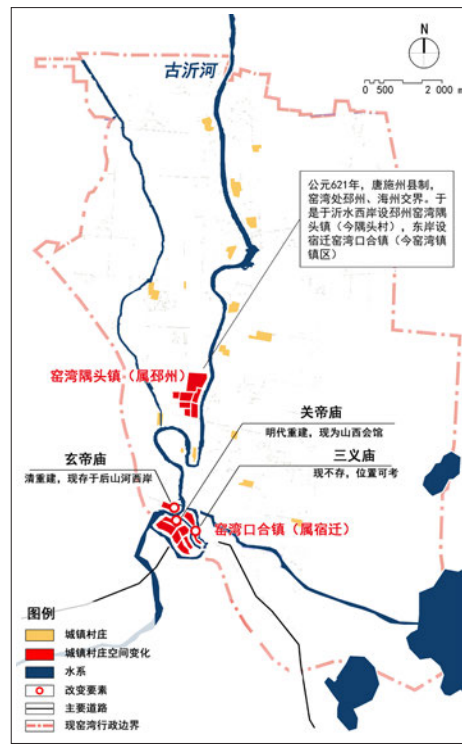 古沂河
N
0 500 2 000 m
公元621年，唐施州县制，
窑湾处邳州、海州交界。于
是于沂水西岸设邳州窑湾隅
头镇（今隅头村），东岸设
宿迁窑湾口合镇（今窑湾镇
镇区）
窑湾隅头镇（属邳州）
关帝庙
明代重建，现为山西会馆
玄帝庙
清重建，现存于后山河西岸
三义庙
现不存，位置可考
窑湾口合镇（属宿迁）
图例
城镇村庄
城镇村庄空间变化
水系
改变要素
主要道路
现窑湾行政边界